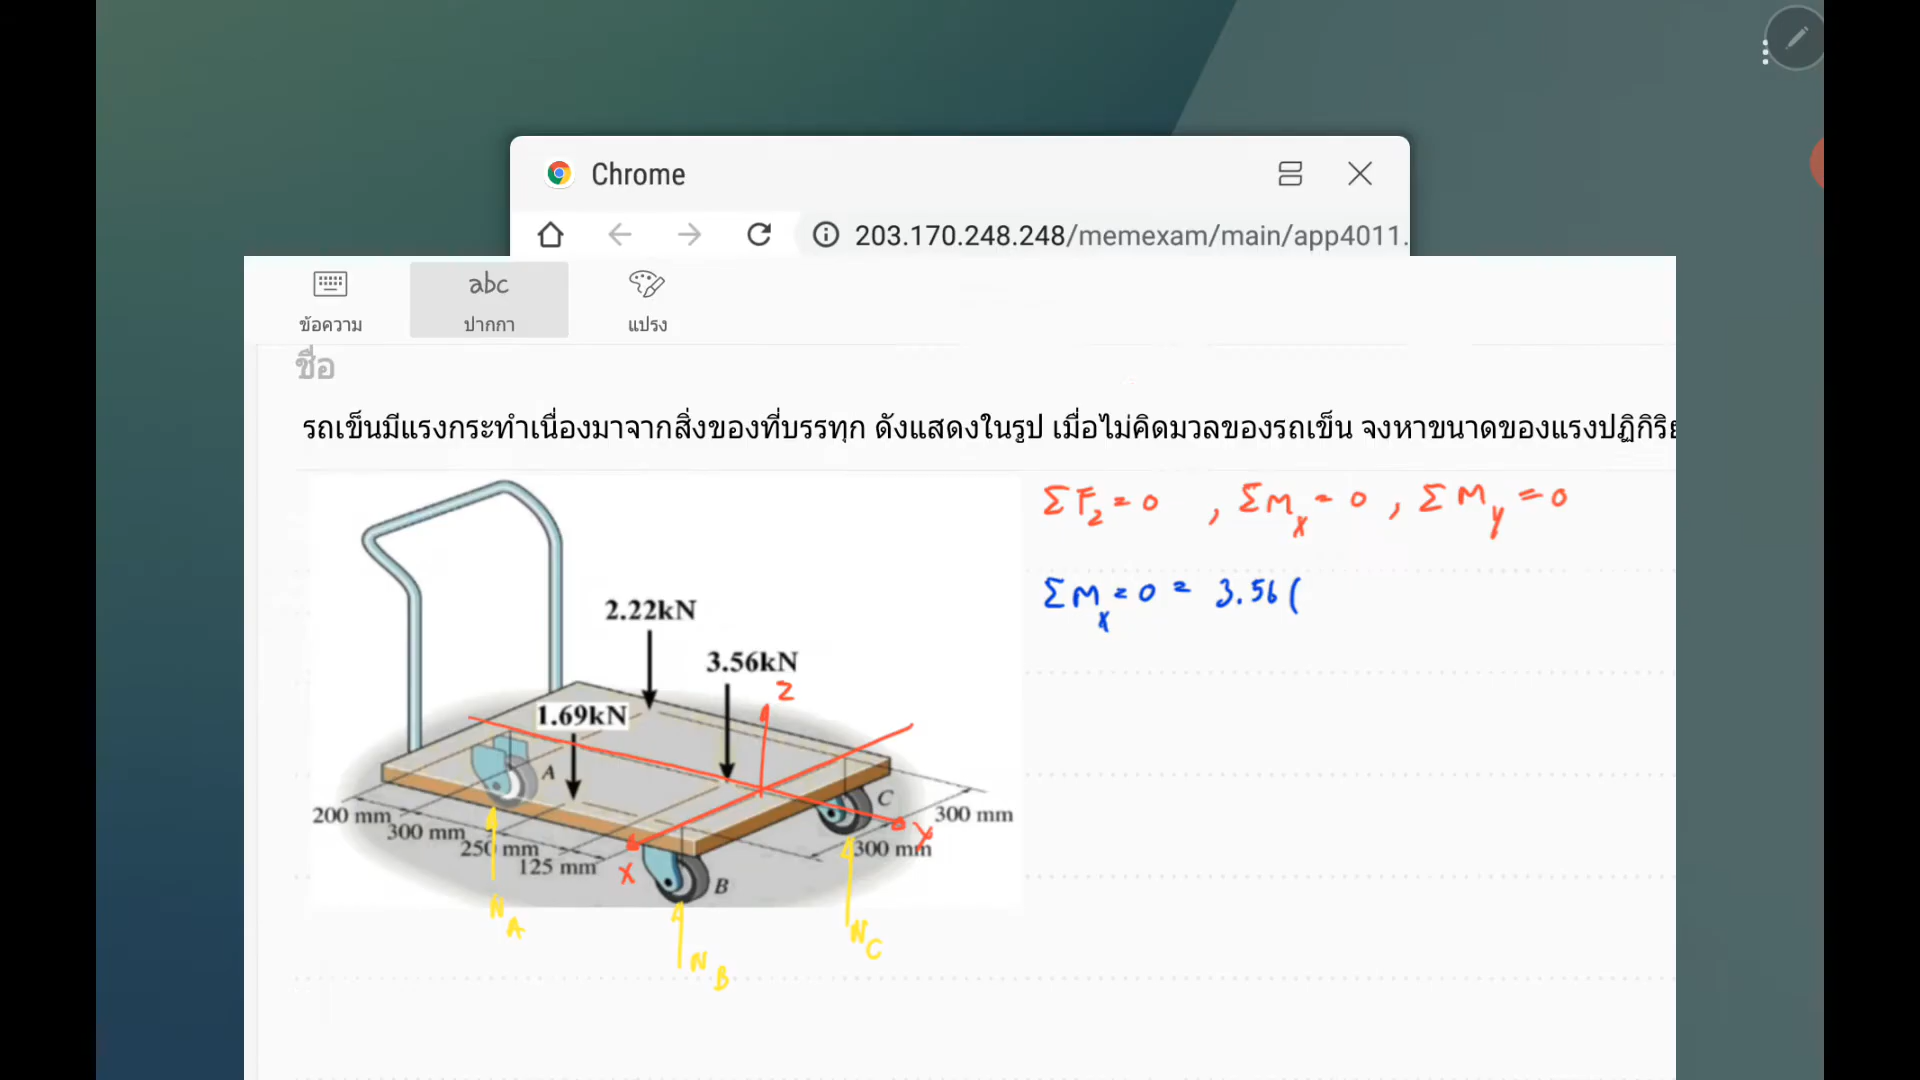 Chrome
203.170.248.248/memexam/main/app4011.
abc
ข้อความ
ปากกา
แปรง
ชื่อ
รถเข็นมีแรงกระทำเนื่องมาจากสิ่งของที่บรรทุก ดังแสดงในรูป เมื่อไม่คิดมวลของรถเข็น จงหาขนาดของแรงปฏิกิริย
ΣFz = 0 , ΣMx = 0 , ΣMy = 0
ΣMx = 0 = 3.56 (
2.22kN
3.56kN
z
1.69kN
A
C
200 mm
300 mm
300 mm
y
250 mm
300 mm
125 mm
x
B
NA
NC
NB